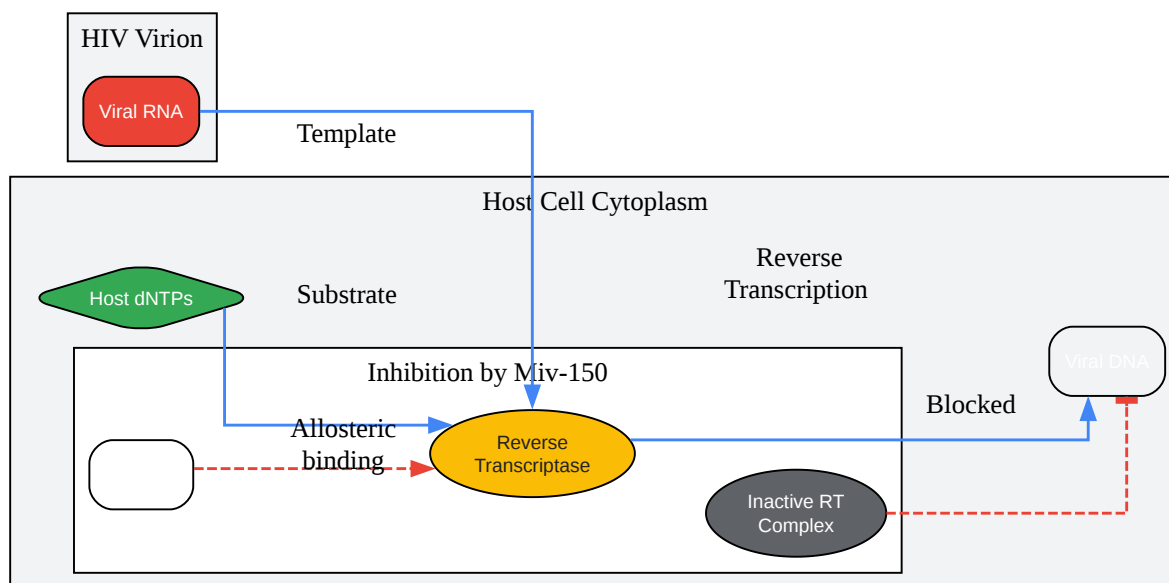 HIV Virion
Viral RNA
Template
Host Cell Cytoplasm
Reverse
Transcription
Host dNTPs
Substrate
Viral DNA
Inhibition by Miv-150
Blocked
Allosteric
binding
Reverse
Transcriptase
Inactive RT
Complex